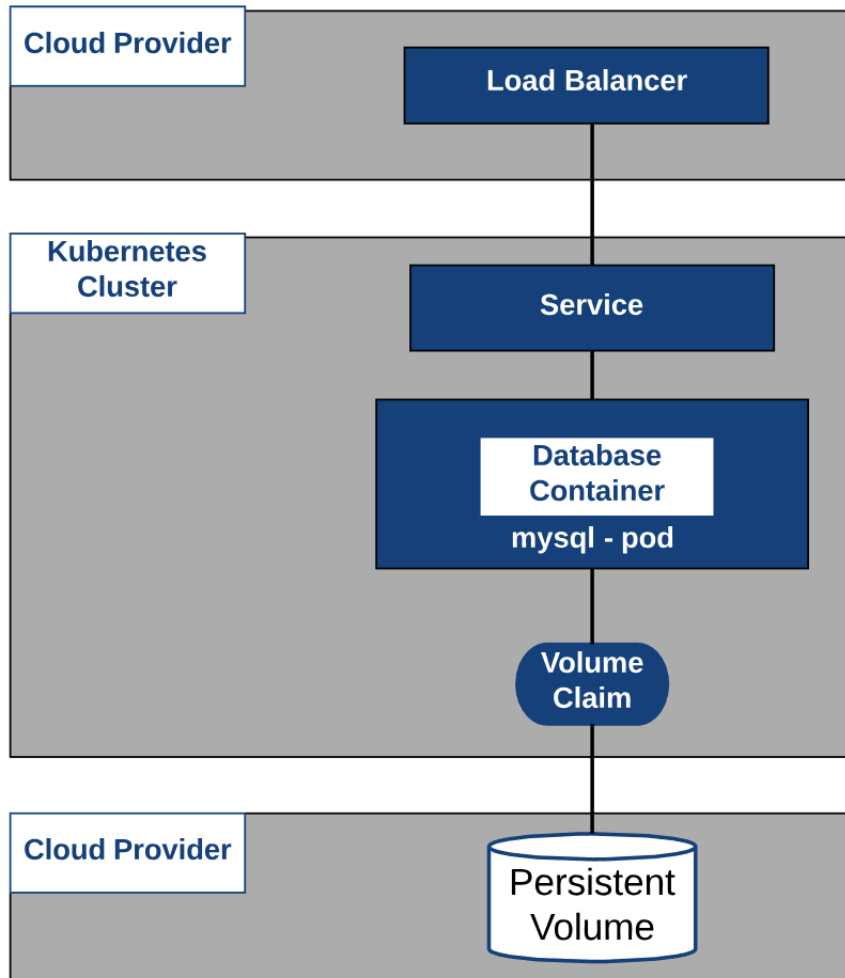 Cloud Provider
Load Balancer
Kubernetes
Cluster
Service
Database
Container
mysql - pod
Volume
Claim
Cloud Provider
Persistent
Volume